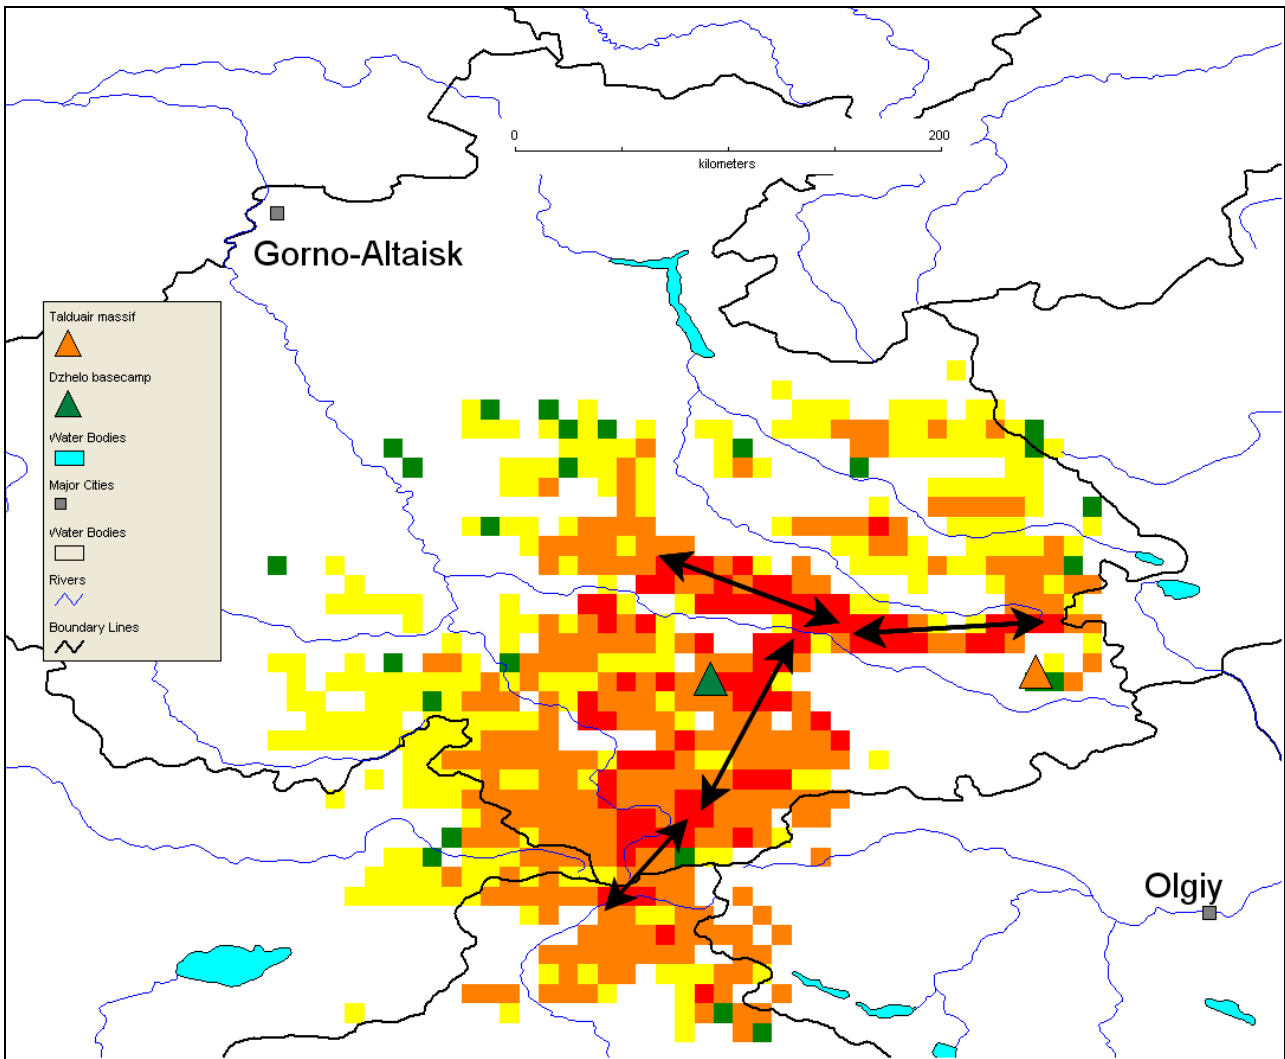 0 200
kilometers
Gorno-Altaisk
Talduair massif
Dzhelo basecamp
Water Bodies
Major Cities
Water Bodies
Rivers
Boundary Lines
Olgiy